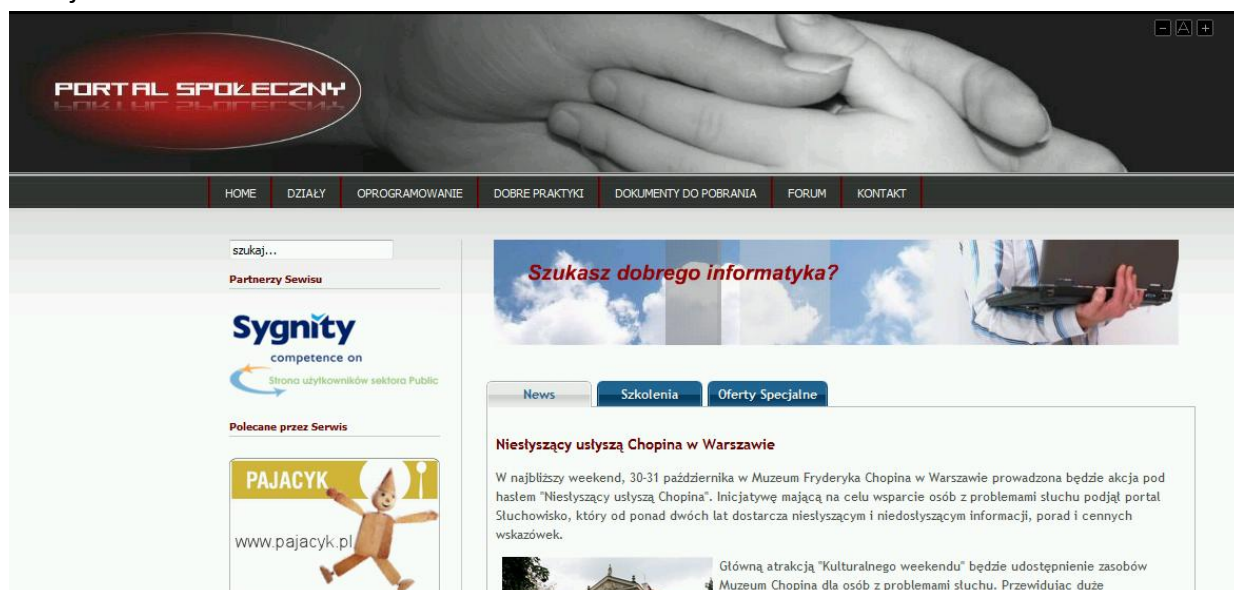 - A +
PORTAL SPOŁECZNY
HOME DZIAŁY OPROGRAMOWANIE DOBRE PRAKTYKI DOKUMENTY DO POBRANIA FORUM KONTAKT
szukaj...
Partnerzy Sewisu
Sygnity
competence on
Strona użytkowników sektora Public
Polecane przez Serwis
PAJACYK
www.pajacyk.pl
Szukasz dobrego informatyka?
News Szkolenia Oferty Specjalne
Niesłyszący usłyszą Chopina w Warszawie
W najbliższy weekend, 30-31 października w Muzeum Fryderyka Chopina w Warszawie prowadzona będzie akcja pod
hasłem "Niesłyszący usłyszą Chopina". Inicjatywę mającą na celu wsparcie osób z problemami słuchu podjął portal
Słuchowisko, który od ponad dwóch lat dostarcza niesłyszącym i niedosłyszącym informacji, porad i cennych
wskazówek.
Główną atrakcją "Kulturalnego weekendu" będzie udostępnienie zasobów
Muzeum Chopina dla osób z problemami słuchu. Przewidując duże